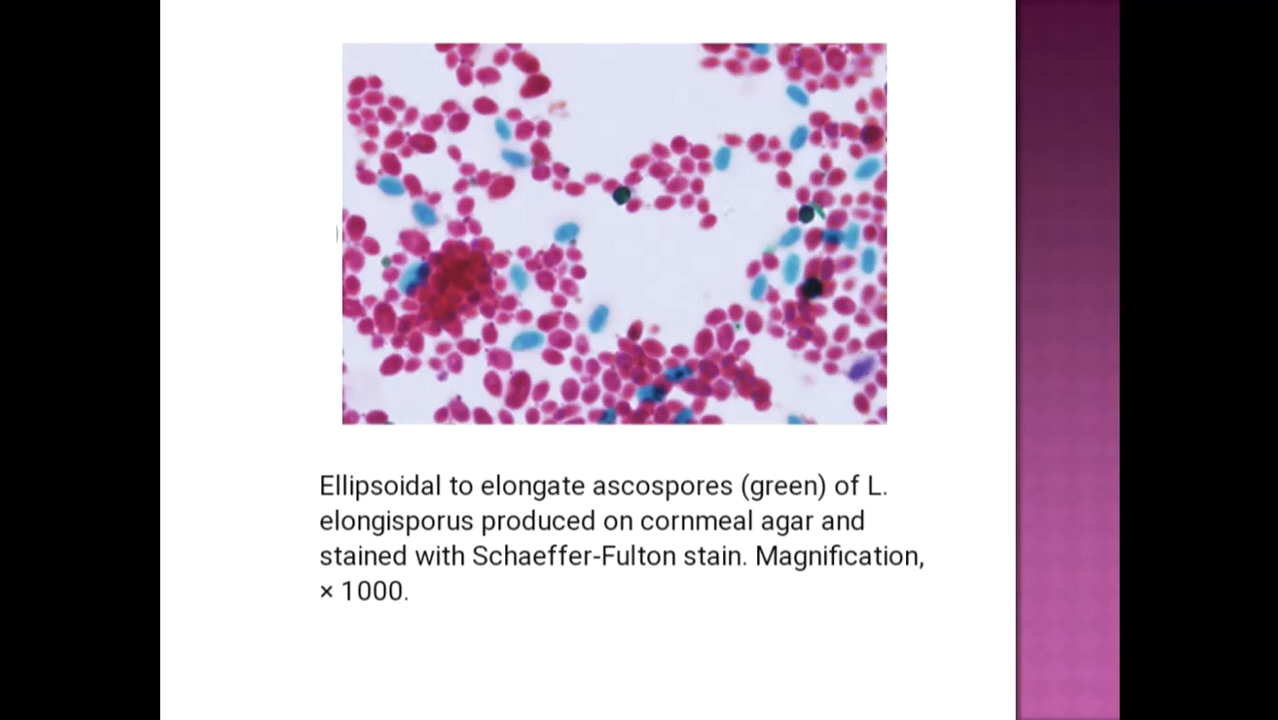 Ellipsoidal to elongate ascospores (green) of L.
elongisporus produced on cornmeal agar and
stained with Schaeffer-Fulton stain. Magnification,
× 1000.